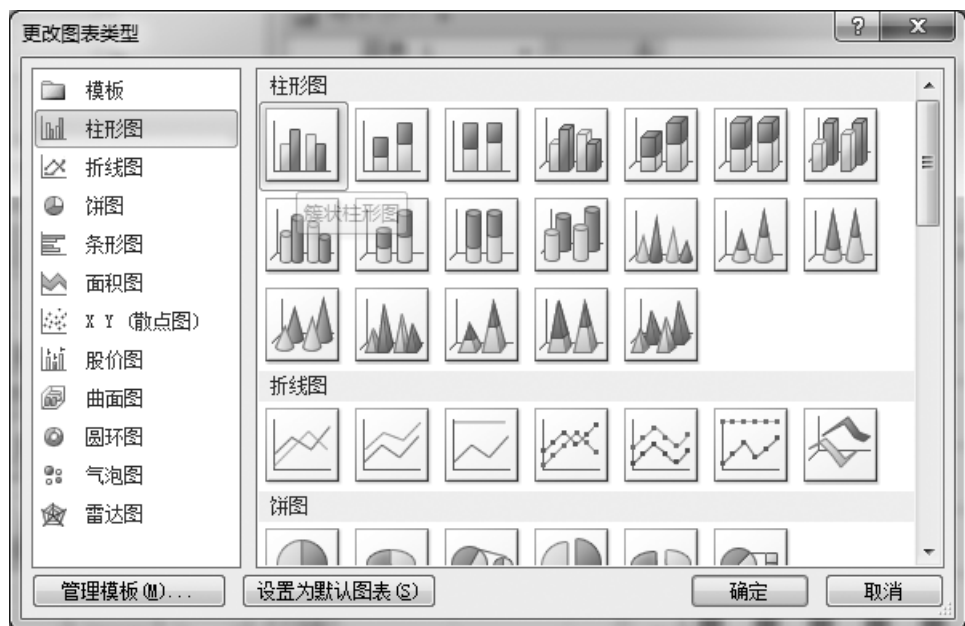 更改图表类型
模板
柱形图
折线图
饼图
条形图
面积图
X Y (散点图)
股价图
曲面图
圆环图
气泡图
雷达图
柱形图
簇状柱形图
折线图
饼图
管理模板(M)...
设置为默认图表(S)
确定
取消